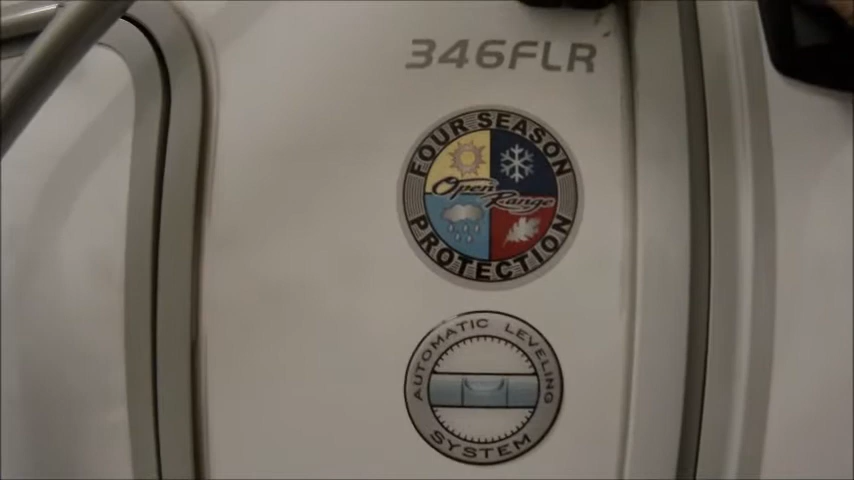 346FLR
FOUR SEASON
Open Range
PROTECTION
AUTOMATIC LEVELING
SYSTEM